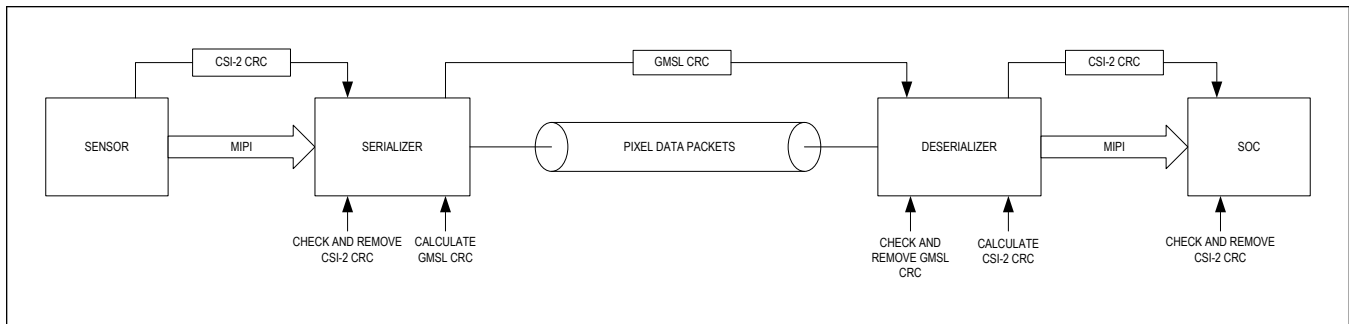 CSI-2 CRC
GMSL CRC
CSI-2 CRC
SENSOR
MIPI
SERIALIZER
PIXEL DATA PACKETS
DESERIALIZER
MIPI
SOC
CHECK AND REMOVE
CSI-2 CRC
CALCULATE
GMSL CRC
CHECK AND
REMOVE GMSL
CRC
CALCULATE
CSI-2 CRC
CHECK AND REMOVE
CSI-2 CRC